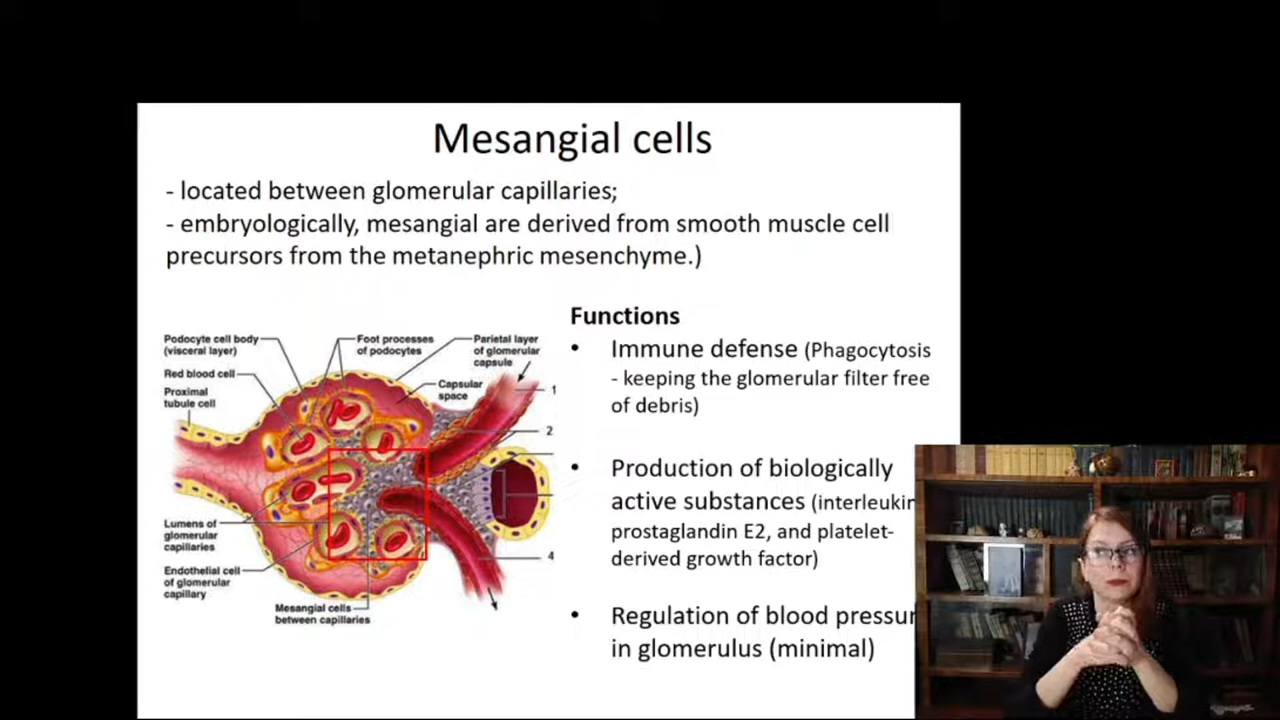 Mesangial cells
- located between glomerular capillaries;
- embryologically, mesangial are derived from smooth muscle cell
precursors from the metanephric mesenchyme.)
Podocyte cell body
(visceral layer)
Red blood cell
Proximal
tubule cell
Foot processes
of podocytes
Parietal layer
of glomerular
capsule
Capsular
space
1
2
4
Lumens of
glomerular
capillaries
Endothelial cell
of glomerular
capillary
Mesangial cells
between capillaries
Functions
• Immune defense (Phagocytosis
- keeping the glomerular filter free
of debris)
• Production of biologically
active substances (interleukin
prostaglandin E2, and platelet-
derived growth factor)
• Regulation of blood pressur
in glomerulus (minimal)